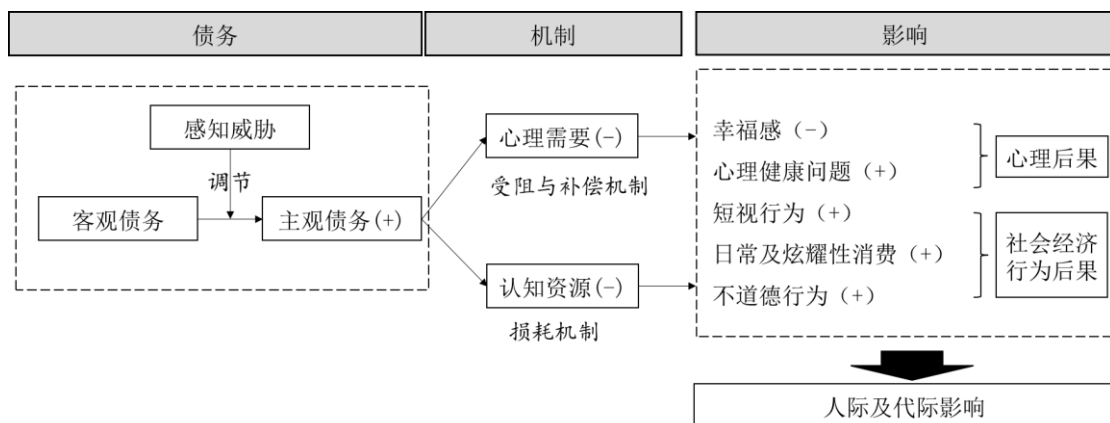 债务
机制
影响
感知威胁
调节
客观债务
主观债务(+)
心理需要(-)
受阻与补偿机制
认知资源(-)
损耗机制
幸福感（-）
心理健康问题（+）
短视行为（+）
日常及炫耀性消费（+）
不道德行为（+）
心理后果
社会经济
行为后果
人际及代际影响